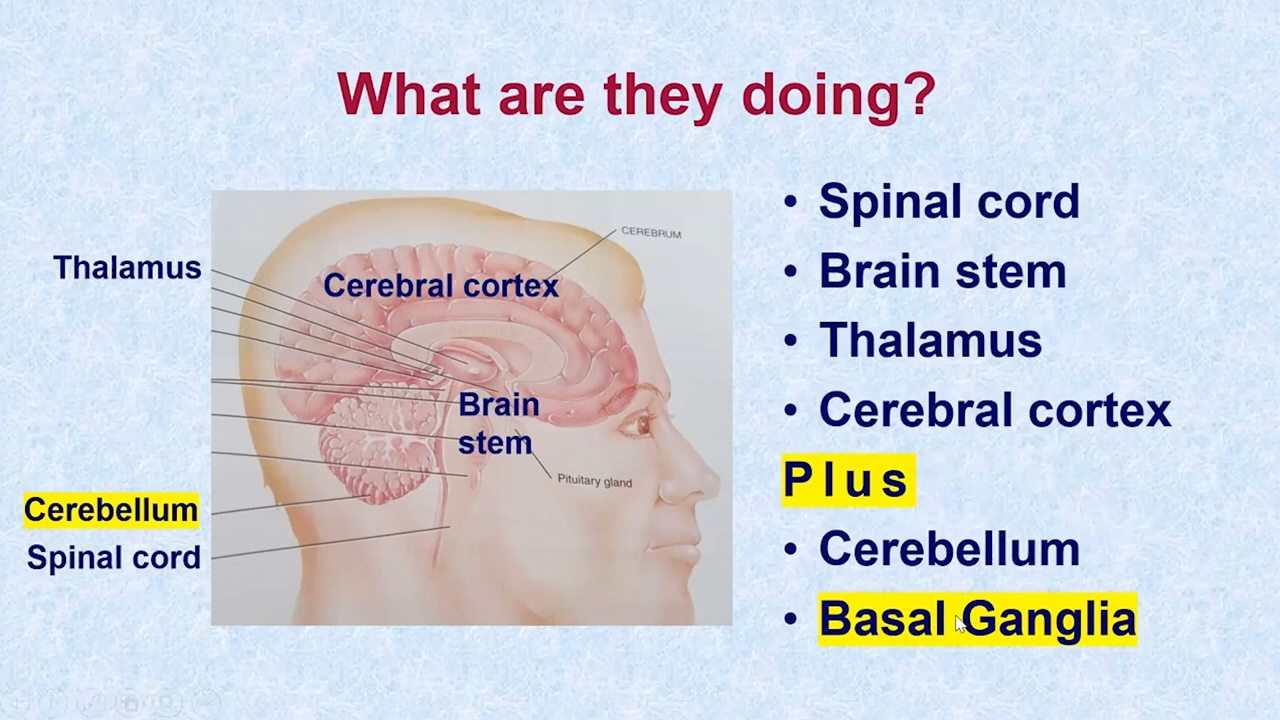 What are they doing?
Thalamus
Cerebellum
Spinal cord
CEREBRUM
Cerebral cortex
Brain
stem
Pituitary gland
• Spinal cord
• Brain stem
• Thalamus
• Cerebral cortex
Plus
• Cerebellum
• Basal Ganglia